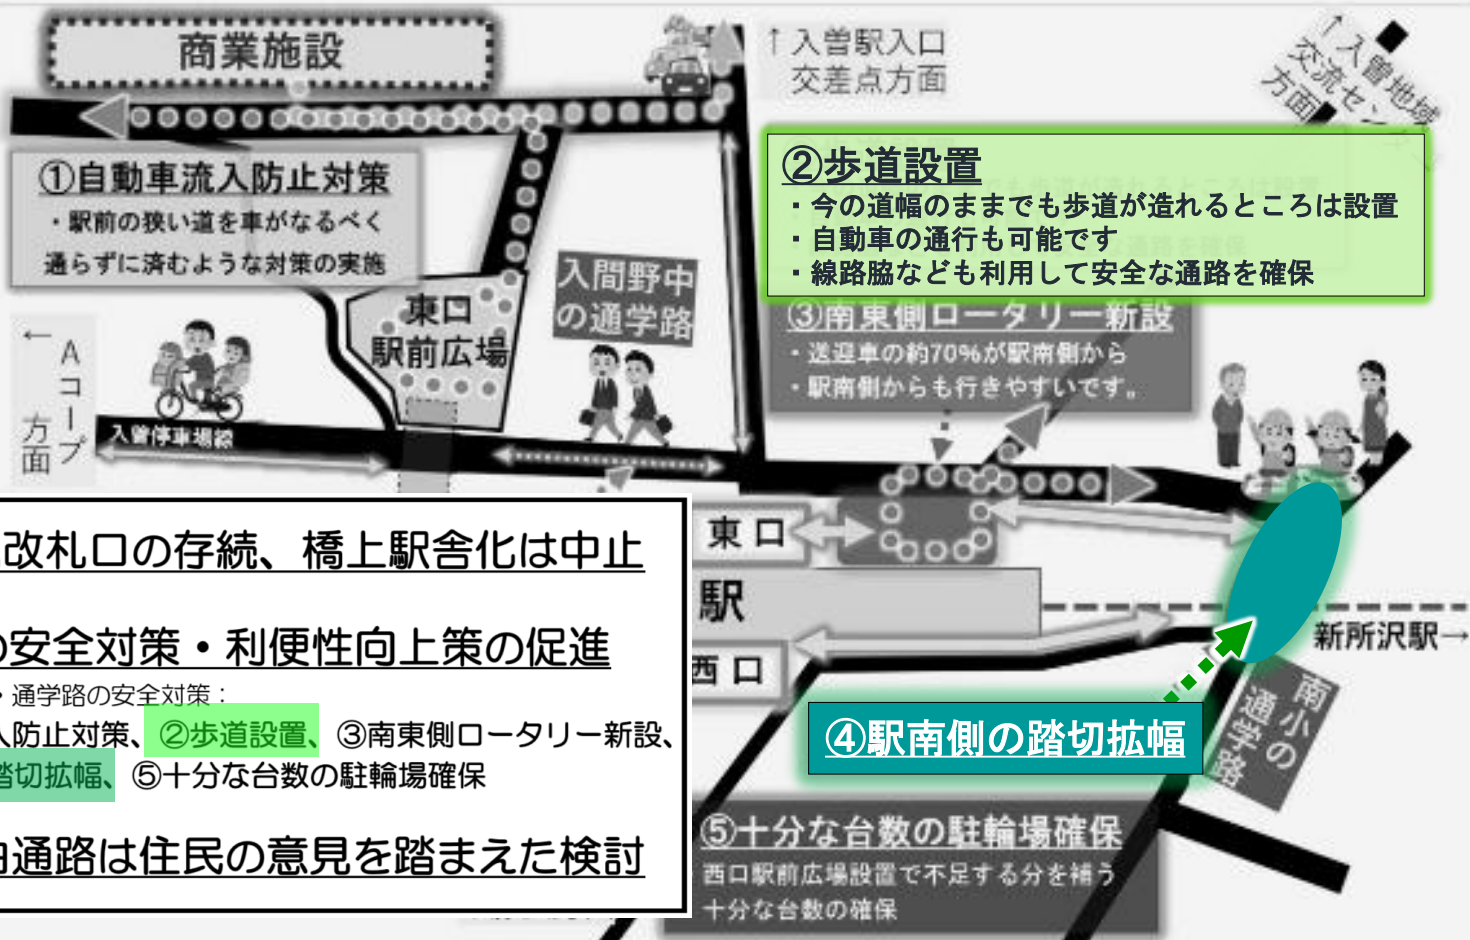 商業施設
↑入曽駅入口
交差点方面
↑入曽地域
交流センター
方面
①自動車流入防止対策
・駅前の狭い道を車がなるべく
通らずに済むような対策の実施
②歩道設置
・今の道幅のままでも歩道が造れるところは設置
・自動車の通行も可能です
・線路脇なども利用して安全な通路を確保
入間野中
の通学路
東口
駅前広場
③南東側ロータリー新設
・送迎車の約70%が駅南側から
・駅南側からも行きやすいです。
←Aコープ
方面
入曽停車場線
改札口の存続、橋上駅舎化は中止
の安全対策・利便性向上策の促進
・通学路の安全対策：
入防止対策、②歩道設置、③南東側ロータリー新設、
踏切拡幅、⑤十分な台数の駐輪場確保
由通路は住民の意見を踏まえた検討
東口
駅
西口
新所沢駅→
④駅南側の踏切拡幅
南小の
通学路
⑤十分な台数の駐輪場確保
西口駅前広場設置で不足する分を補う
十分な台数の確保